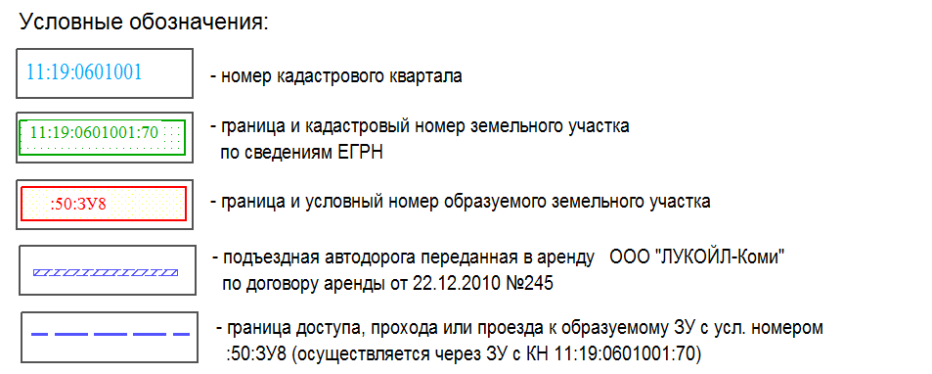 Условные обозначения:
11:19:0601001 - номер кадастрового квартала
11:19:0601001:70 - граница и кадастровый номер земельного участка
по сведениям ЕГРН
:50:ЗУ8 - граница и условный номер образуемого земельного участка
- подъездная автодорога переданная в аренду ООО "ЛУКОЙЛ-Коми"
по договору аренды от 22.12.2010 №245
- граница доступа, прохода или проезда к образуемому ЗУ с усл. номером
:50:ЗУ8 (осуществляется через ЗУ с КН 11:19:0601001:70)